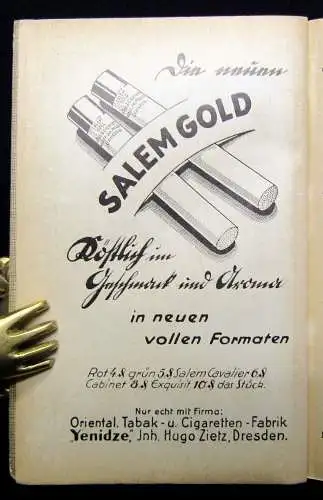 Die neuen
SALEM GOLD
Köstlich im
Geschmack und Aroma
in neuen
vollen Formaten
Rot 4₰ grün 5₰ Salem Cavalier 6₰
Cabinet 8₰ Exquisit 10₰ das Stück.
Nur echt mit Firma:
Oriental. Tabak- u. Cigaretten-Fabrik
„Yenidze", Jnh. Hugo Zietz, Dresden.